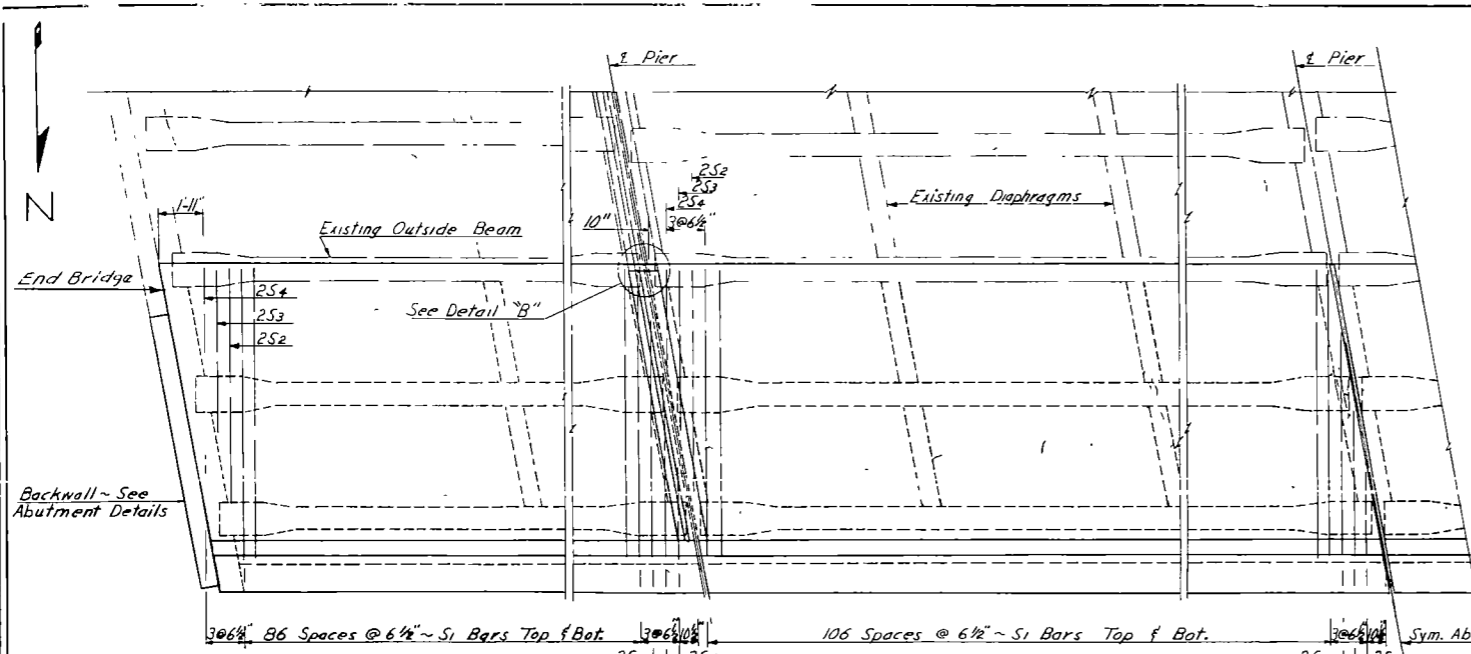 ₵ Pier
₵ Pier
N
2S2
2S3
2S4
3@6½"
10"
1-11"
Existing Diaphragms
Existing Outside Beam
End Bridge
See Detail "B"
2S4
2S3
2S2
Backwall ~ See
Abutment Details
3@6½" 86 Spaces @ 6½" ~ S1 Bars Top & Bot. 3@6½" 10½" 106 Spaces @ 6½" ~ S1 Bars Top & Bot. 3@6½" Sym. Ab